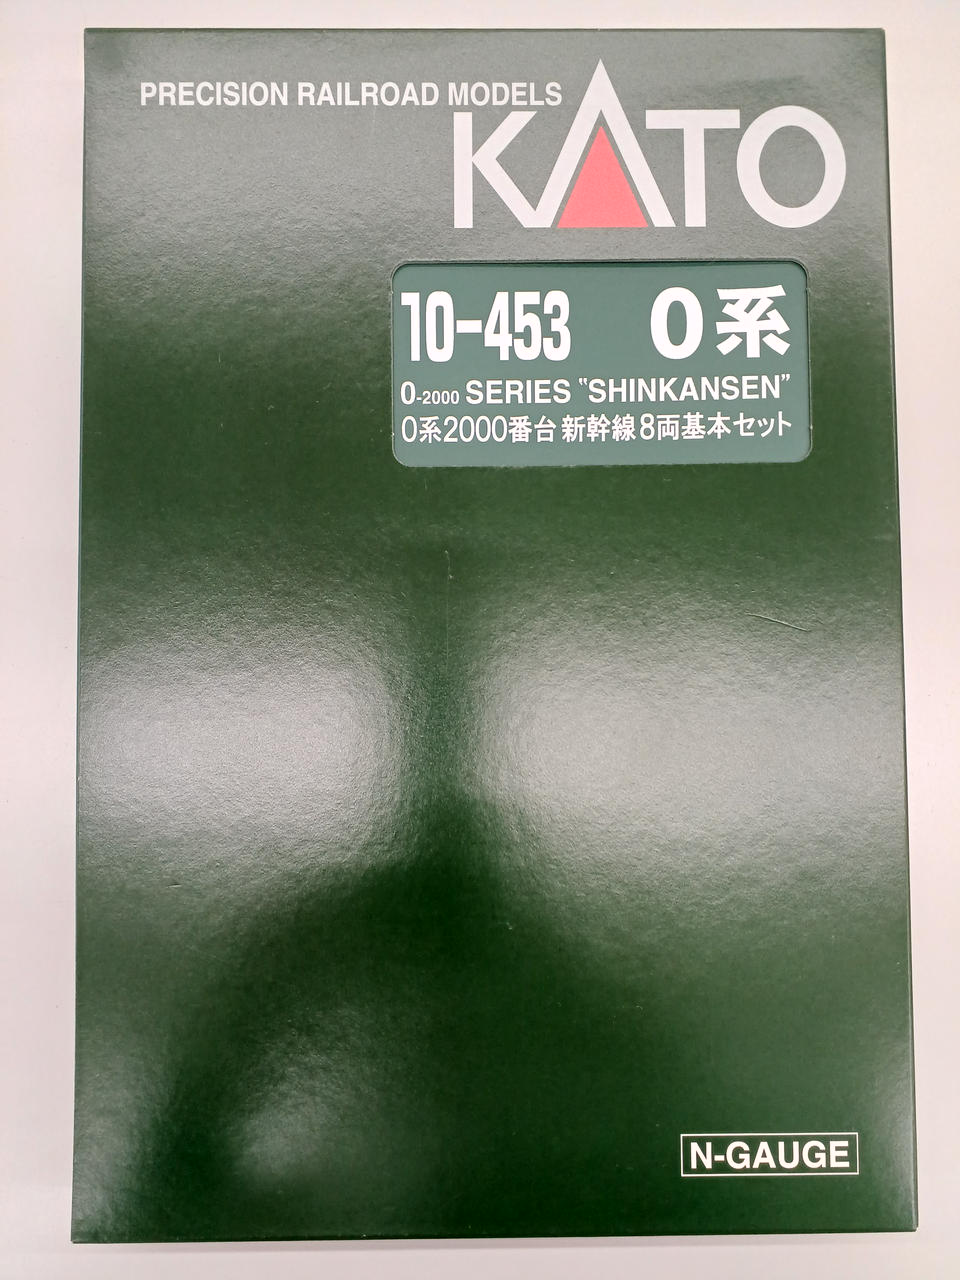 PRECISION RAILROAD MODELS
KATO
10-453 0系
0-2000 SERIES “SHINKANSEN”
0系2000番台 新幹線 8両基本セット
N-GAUGE